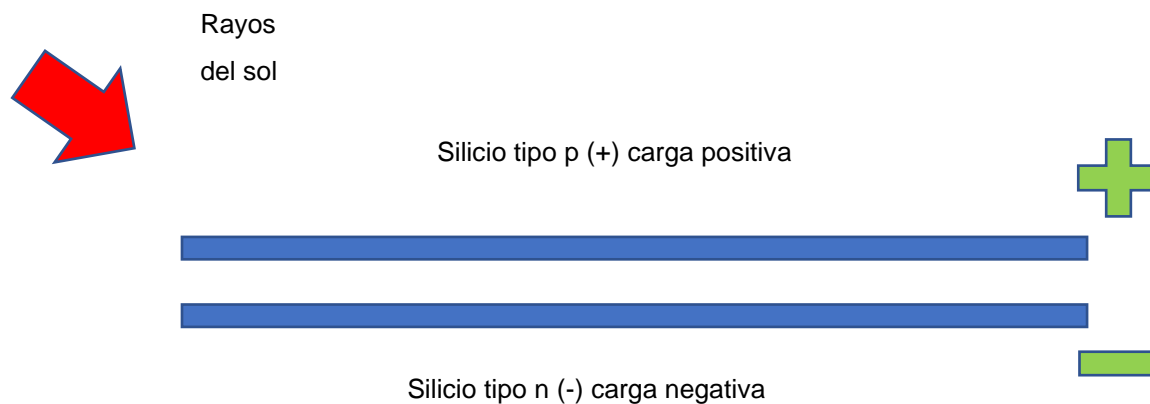 Rayos
del sol
Silicio tipo p (+) carga positiva
Silicio tipo n (-) carga negativa